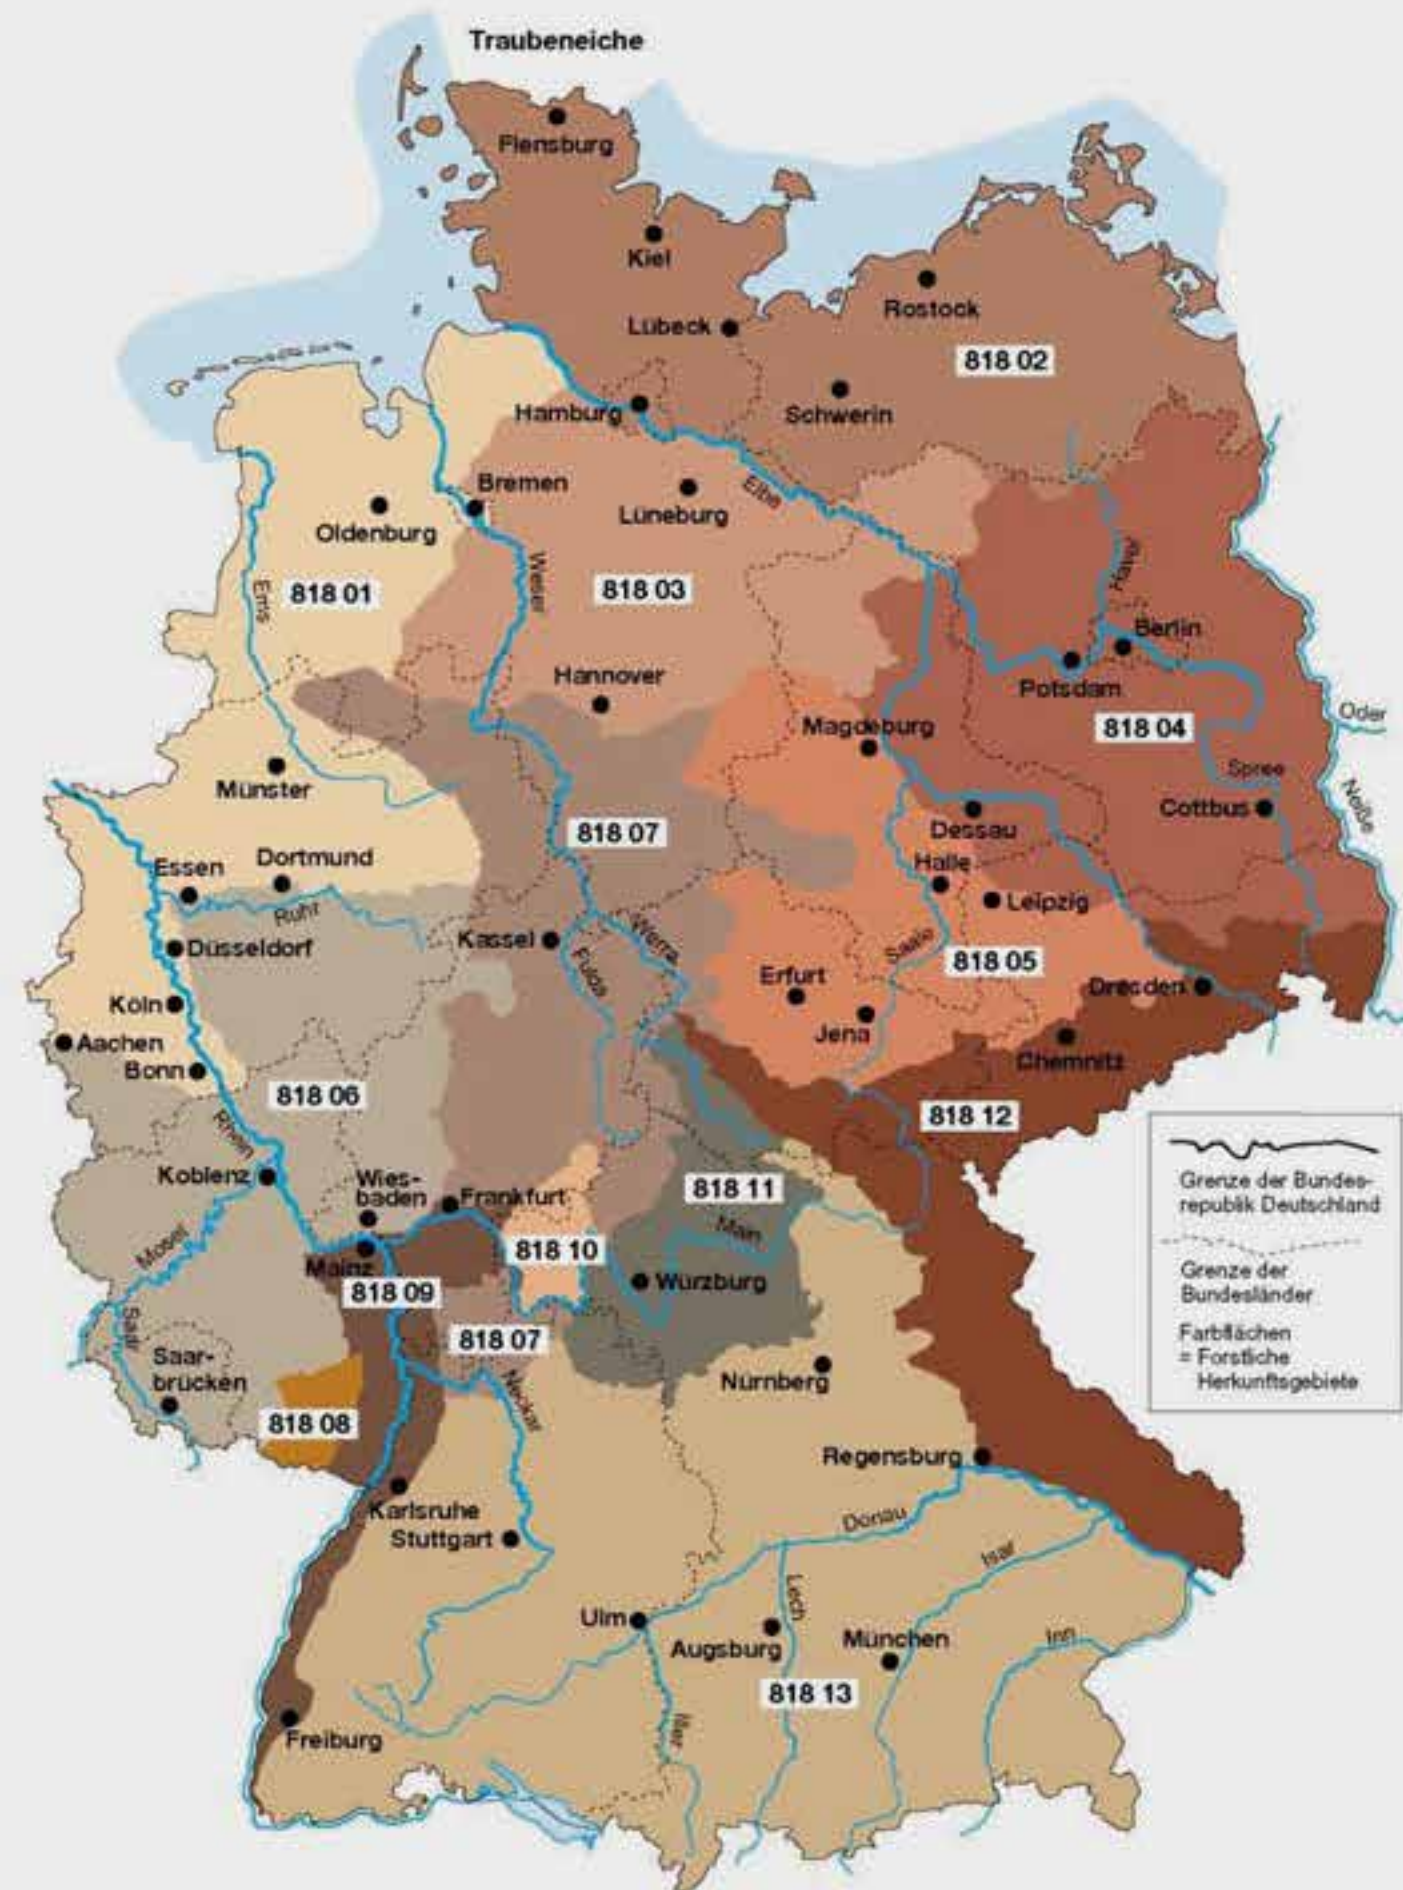 Traubeneiche
Flensburg
Kiel
Rostock
Lübeck
818 02
Schwerin
Hamburg
Elbe
Bremen
Lüneburg
Oldenburg
Weser
Ems
818 01
818 03
Havel
Berlin
Hannover
Potsdam
Oder
Magdeburg
818 04
Spree
Münster
Cottbus
Neiße
818 07
Dessau
Essen
Dortmund
Halle
Leipzig
Ruhr
Düsseldorf
Kassel
Werra
Fulda
Saale
818 05
Erfurt
Dresden
Köln
Jena
Aachen
Chemnitz
Bonn
818 06
818 12
Rhein
Koblenz
Wies-
baden
Frankfurt
818 11
Mosel
Main
Mainz
818 10
Würzburg
818 09
Saar
818 07
Saar-
brücken
Neckar
Nürnberg
818 08
Regensburg
Karlsruhe
Stuttgart
Donau
Isar
Lech
Ulm
Augsburg
München
Inn
818 13
Iller
Freiburg
Grenze der Bundes-
republik Deutschland
Grenze der
Bundesländer
Farbflächen
= Forstliche
Herkunftsgebiete